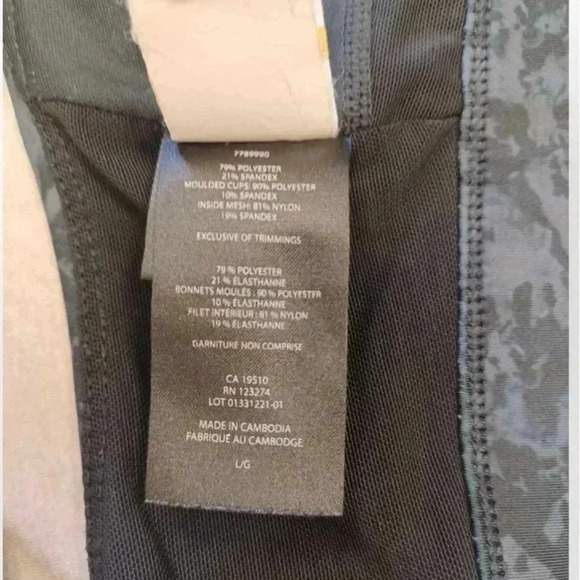 7789990
79% POLYESTER
21% SPANDEX
MOULDED CUPS: 90% POLYESTER
10% SPANDEX
INSIDE MESH: 81% NYLON
19% SPANDEX
EXCLUSIVE OF TRIMMINGS
79 % POLYESTER
21 % ÉLASTHANNE
BONNETS MOULÉS : 90 % POLYESTER
10 % ÉLASTHANNE
FILET INTÉRIEUR : 81 % NYLON
19 % ÉLASTHANNE
GARNITURE NON COMPRISE
CA 19510
RN 123274
LOT 01331221-01
MADE IN CAMBODIA
FABRIQUÉ AU CAMBODGE
L/G